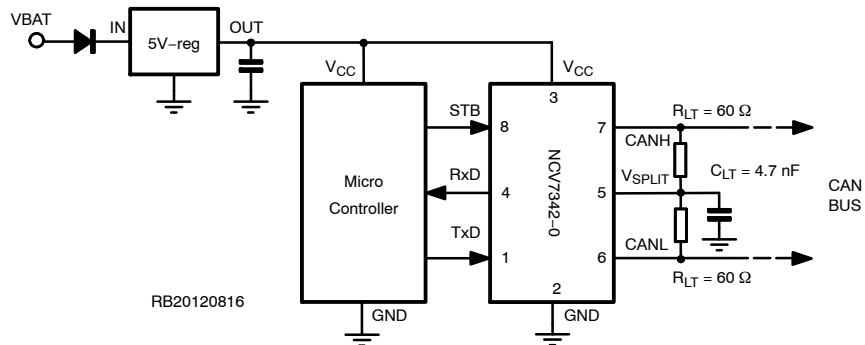 VBAT
IN
5V−reg
OUT
VCC
VCC
3
STB
8
7
RLT = 60 Ω
CANH
Micro
Controller
RxD
4
NCV7342−0
VSPLIT
5
CLT = 4.7 nF
CAN
BUS
TxD
1
CANL
6
RLT = 60 Ω
2
GND
GND
RB20120816